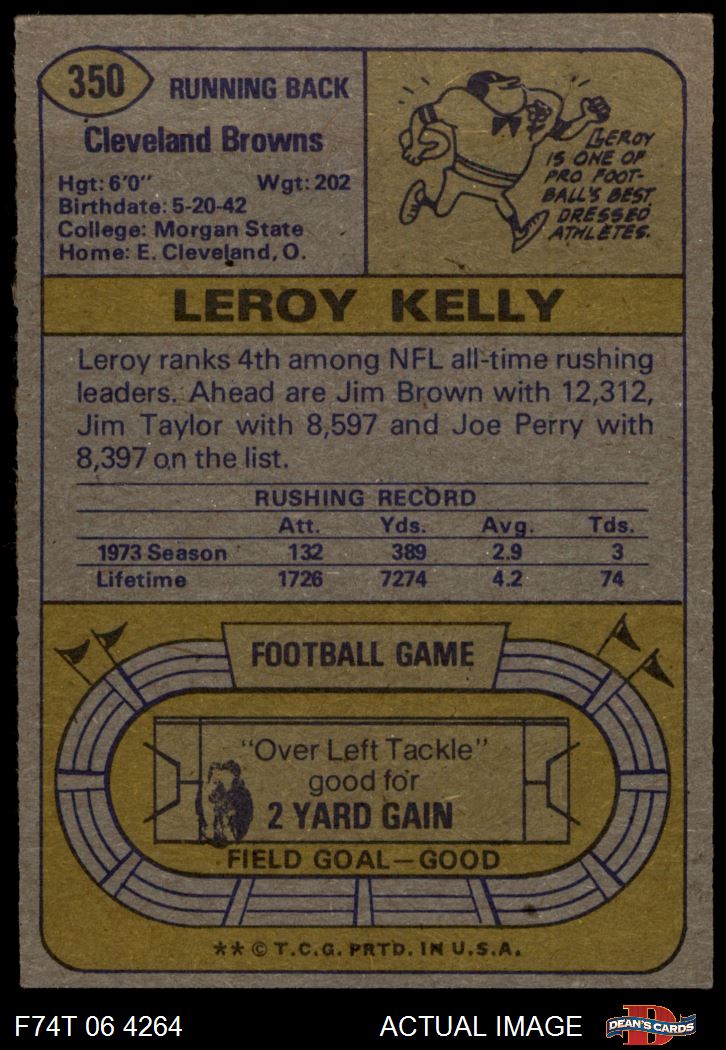 350
RUNNING BACK
Cleveland Browns
Hgt: 6'0" Wgt: 202
Birthdate: 5-20-42
College: Morgan State
Home: E. Cleveland, O.
LEROY
IS ONE OF
PRO FOOT-
BALL'S BEST
DRESSED
ATHLETES.
LEROY KELLY
Leroy ranks 4th among NFL all-time rushing
leaders. Ahead are Jim Brown with 12,312,
Jim Taylor with 8,597 and Joe Perry with
8,397 on the list.
RUSHING RECORD
Att. Yds. Avg. Tds.
1973 Season 132 389 2.9 3
Lifetime 1726 7274 4.2 74
FOOTBALL GAME
"Over Left Tackle"
good for
2 YARD GAIN
FIELD GOAL—GOOD
** © T.C.G. PRTD. IN U.S.A.
F74T 06 4264 ACTUAL IMAGE DEAN'S CARDS